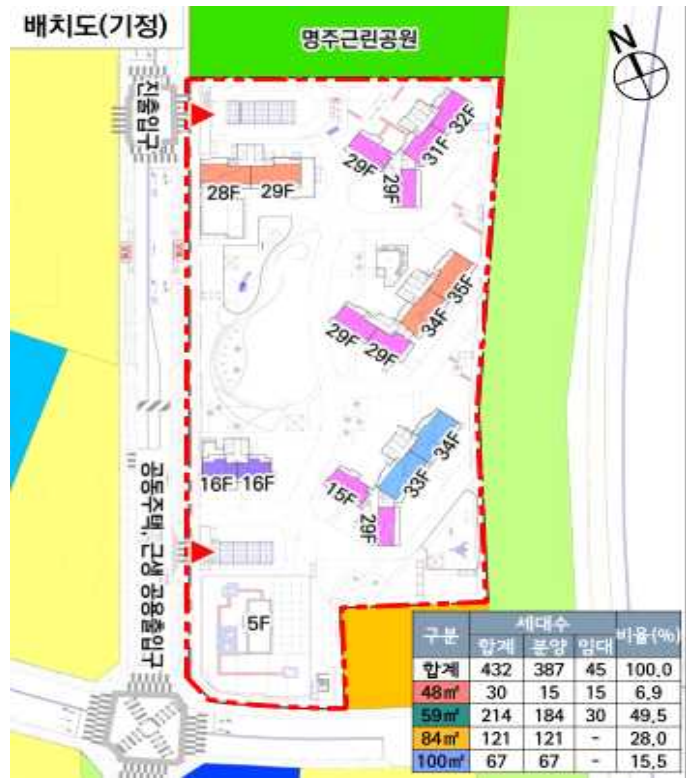 배치도(기정)
명주근린공원
N
진출입구
32F
31F
29F
29F
28F 29F
35F
34F
29F 29F
34F
33F
16F 16F
15F
29F
공동주택, 근생 공용출입구
5F
구분 세대수 비율(%)
합계 분양 임대
합계 432 387 45 100.0
48㎡ 30 15 15 6.9
59㎡ 214 184 30 49.5
84㎡ 121 121 - 28.0
100㎡ 67 67 - 15.5